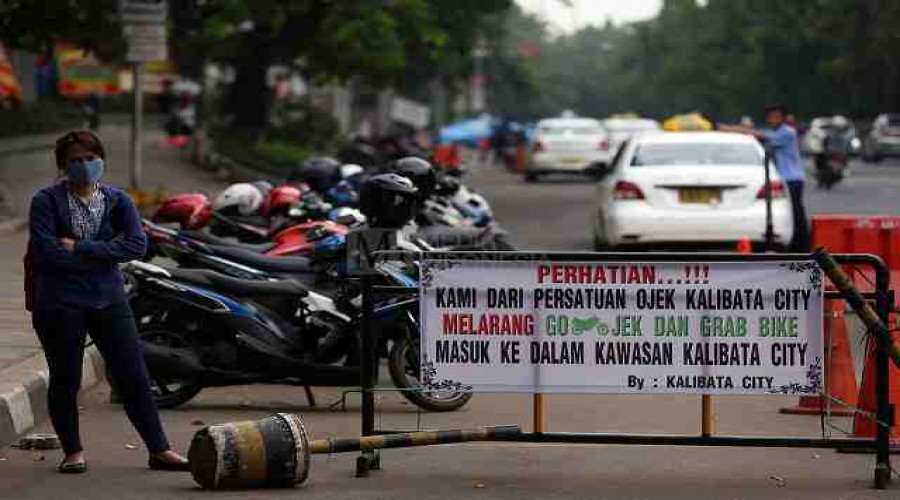 PERHATIAN...!!!
KAMI DARI PERSATUAN OJEK KALIBATA CITY
MELARANG GO JEK DAN GRAB BIKE
MASUK KE DALAM KAWASAN KALIBATA CITY
By : KALIBATA CITY